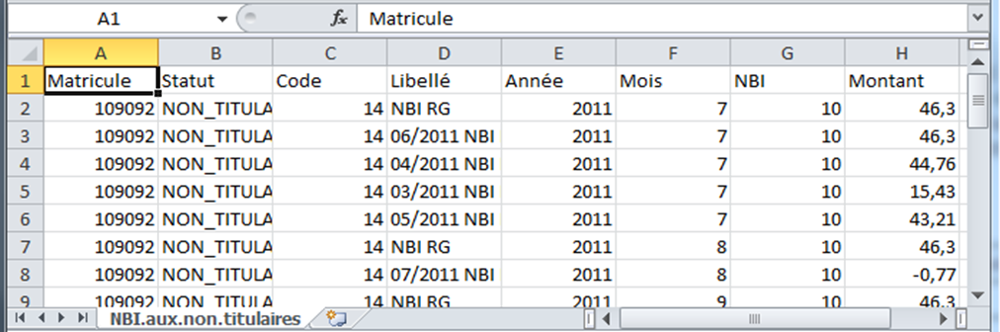 A1 fx Matricule
A B C D E F G H
1 Matricule Statut Code Libellé Année Mois NBI Montant
2 109092 NON_TITULA 14 NBI RG 2011 7 10 46,3
3 109092 NON_TITULA 14 06/2011 NBI 2011 7 10 46,3
4 109092 NON_TITULA 14 04/2011 NBI 2011 7 10 44,76
5 109092 NON_TITULA 14 03/2011 NBI 2011 7 10 15,43
6 109092 NON_TITULA 14 05/2011 NBI 2011 7 10 43,21
7 109092 NON_TITULA 14 NBI RG 2011 8 10 46,3
8 109092 NON_TITULA 14 07/2011 NBI 2011 8 10 -0,77
9 109092 NON_TITULA 14 NBI RG 2011 9 10 46,3
NBI.aux.non.titulaires